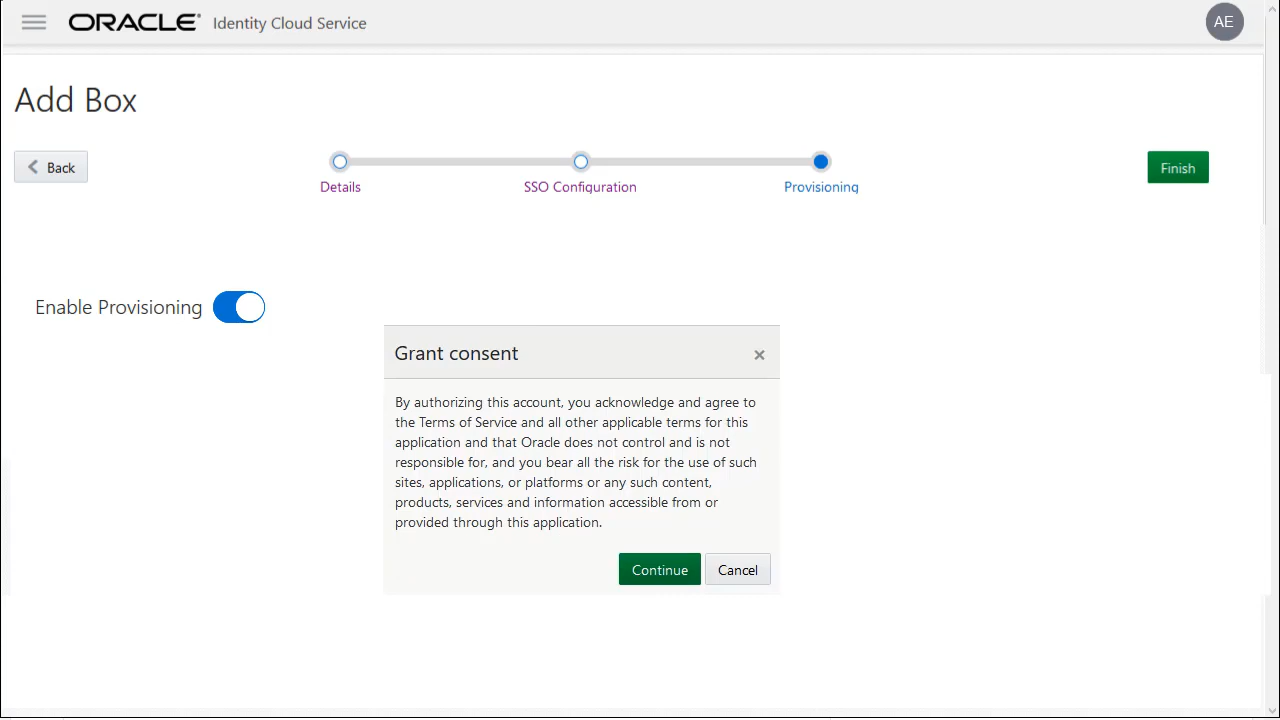 ORACLE® Identity Cloud Service
AE
Add Box
Back
Details
SSO Configuration
Provisioning
Finish
Enable Provisioning
Grant consent
By authorizing this account, you acknowledge and agree to
the Terms of Service and all other applicable terms for this
application and that Oracle does not control and is not
responsible for, and you bear all the risk for the use of such
sites, applications, or platforms or any such content,
products, services and information accessible from or
provided through this application.
Continue
Cancel